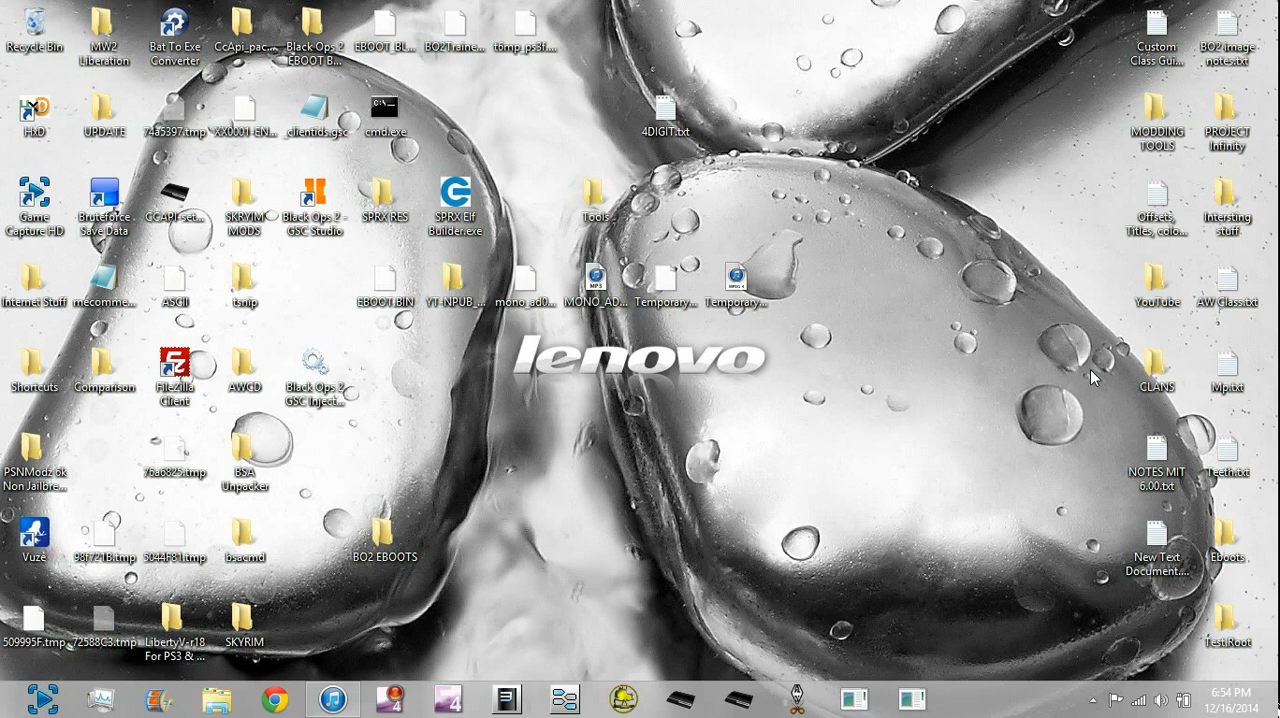 Recycle Bin
MW2
Liberation
Bat To Exe
Converter
CcApi_pac...
Black Ops 2
EBOOT B...
EBOOT_BL...
BO2Traine...
t6mp_ps3f....
Custom
Class Gui...
BO2 image
notes.txt
HxD
UPDATE
74a5397.tmp
XX0001-EN...
_clientids.gsc
cmd.exe
4DIGIT.txt
MODDING
TOOLS
PROJECT
Infinity
Game
Capture HD
Bruteforce
Save Data
CCAPI-set...
SKRYIM
MODS
Black Ops 2 -
GSC Studio
SPRX RES
SPRX Elf
Builder.exe
Tools
Offsets,
Titles, colo...
Intersting
stuff
Internet Stuff
mecomme...
ASCII
tsnip
EBOOT.BIN
YT-NPUB_...
mono_ad0...
MONO_AD...
Temporary...
Temporary...
YouTube
AW Class.txt
lenovo
Shortcuts
Comparison
FileZilla
Client
AWCD
Black Ops 2
GSC Inject...
CLANS
Mp.txt
PSNModz 6k
Non Jailbre...
76a6825.tmp
BSA
Unpacker
NOTES MIT
6.00.txt
Teeth.txt
Vuze
98f721B.tmp
5044F81.tmp
bsacmd
BO2 EBOOTS
New Text
Document....
Eboots
509995F.tmp
72588C3.tmp
LibertyV-r18
For PS3 & ...
SKYRIM
Test Root
6:54 PM
12/16/2014